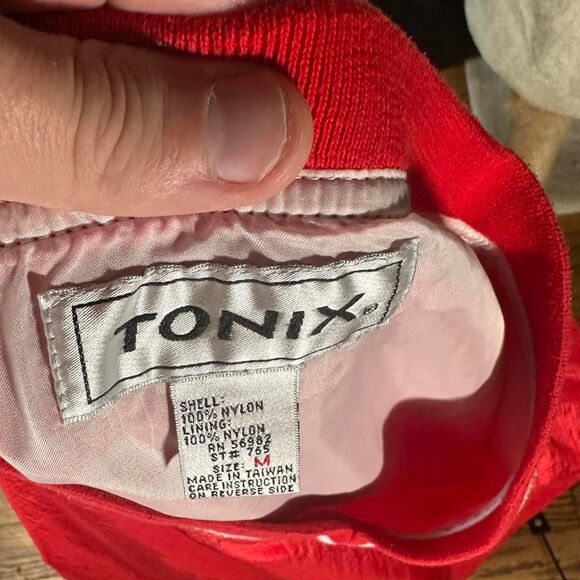 TONIX®
SHELL:
100% NYLON
LINING:
100% NYLON
RN 56982
ST# 765
SIZE: M
MADE IN TAIWAN
CARE INSTRUCTION
ON REVERSE SIDE